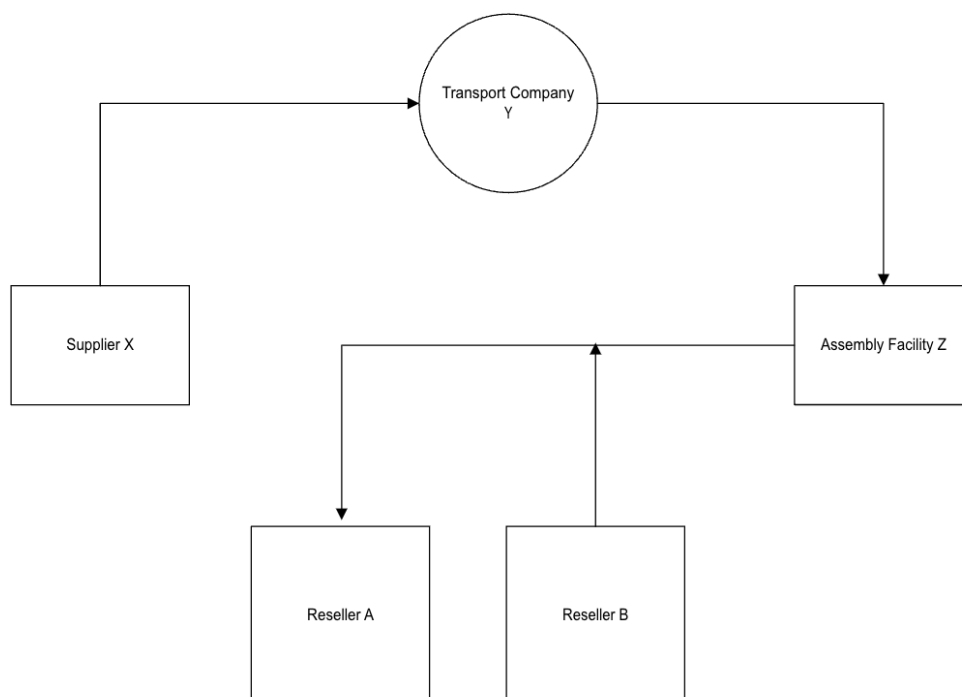 Transport Company
Y
Supplier X
Assembly Facility Z
Reseller A
Reseller B